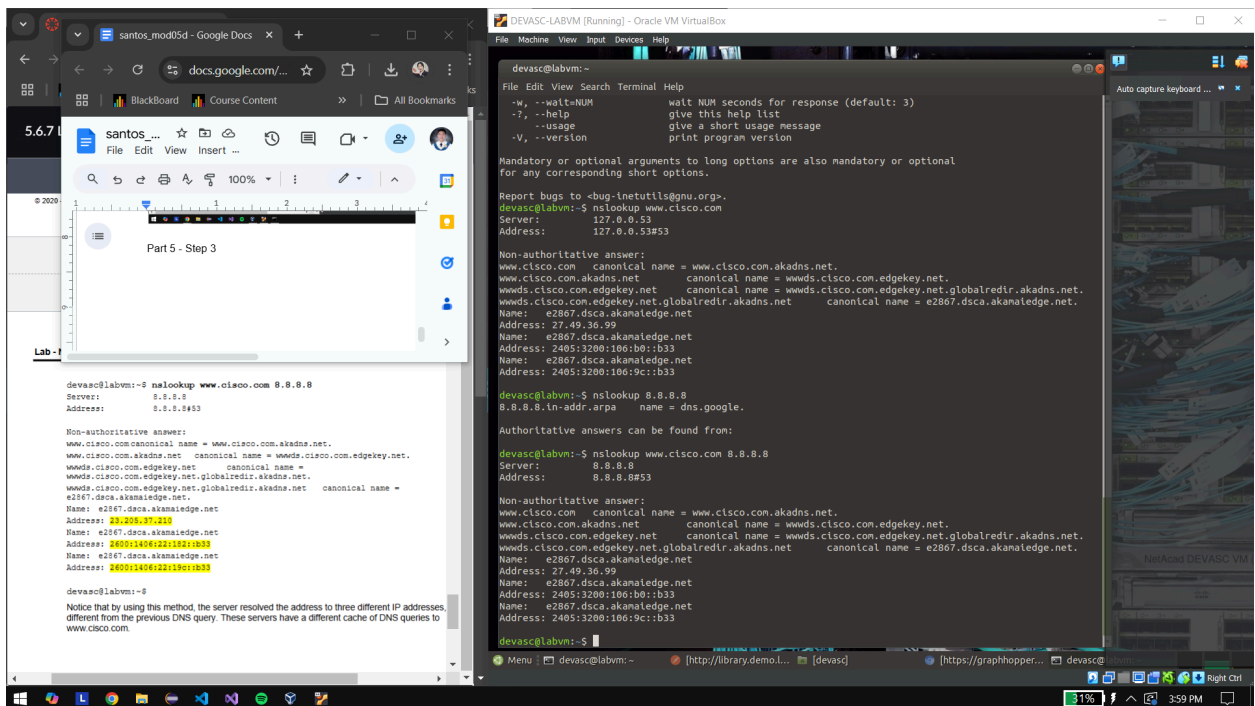 santos_mod05d - Google Docs
docs.google.com/...
BlackBoard
Course Content
»
All Bookmarks
5.6.7 L
santos_...
File Edit View Insert ...
100%
© 2020
1 2 3 4
Part 5 - Step 3
Lab - N
devasc@labvm:~$ nslookup www.cisco.com 8.8.8.8
Server: 8.8.8.8
Address: 8.8.8.8#53
Non-authoritative answer:
www.cisco.com canonical name = www.cisco.com.akadns.net.
www.cisco.com.akadns.net canonical name = wwwds.cisco.com.edgekey.net.
wwwds.cisco.com.edgekey.net canonical name =
wwwds.cisco.com.edgekey.net.globalredir.akadns.net.
wwwds.cisco.com.edgekey.net.globalredir.akadns.net canonical name =
e2867.dsca.akamaiedge.net.
Name: e2867.dsca.akamaiedge.net
Address: 23.205.37.210
Name: e2867.dsca.akamaiedge.net
Address: 2600:1406:22:182::b33
Name: e2867.dsca.akamaiedge.net
Address: 2600:1406:22:19c::b33
devasc@labvm:~$
Notice that by using this method, the server resolved the address to three different IP addresses,
different from the previous DNS query. These servers have a different cache of DNS queries to
www.cisco.com.
DEVASC-LABVM [Running] - Oracle VM VirtualBox
File Machine View Input Devices Help
devasc@labvm: ~
File Edit View Search Terminal Help
-w, --wait=NUM wait NUM seconds for response (default: 3)
-?, --help give this help list
--usage give a short usage message
-V, --version print program version
Mandatory or optional arguments to long options are also mandatory or optional
for any corresponding short options.
Report bugs to <bug-inetutils@gnu.org>.
devasc@labvm:~$ nslookup www.cisco.com
Server: 127.0.0.53
Address: 127.0.0.53#53
Non-authoritative answer:
www.cisco.com canonical name = www.cisco.com.akadns.net.
www.cisco.com.akadns.net canonical name = wwwds.cisco.com.edgekey.net.
wwwds.cisco.com.edgekey.net canonical name = wwwds.cisco.com.edgekey.net.globalredir.akadns.net.
wwwds.cisco.com.edgekey.net.globalredir.akadns.net canonical name = e2867.dsca.akamaiedge.net.
Name: e2867.dsca.akamaiedge.net
Address: 27.49.36.99
Name: e2867.dsca.akamaiedge.net
Address: 2405:3200:106:b0::b33
Name: e2867.dsca.akamaiedge.net
Address: 2405:3200:106:9c::b33
devasc@labvm:~$ nslookup 8.8.8.8
8.8.8.8.in-addr.arpa name = dns.google.
Authoritative answers can be found from:
devasc@labvm:~$ nslookup www.cisco.com 8.8.8.8
Server: 8.8.8.8
Address: 8.8.8.8#53
Non-authoritative answer:
www.cisco.com canonical name = www.cisco.com.akadns.net.
www.cisco.com.akadns.net canonical name = wwwds.cisco.com.edgekey.net.
wwwds.cisco.com.edgekey.net canonical name = wwwds.cisco.com.edgekey.net.globalredir.akadns.net.
wwwds.cisco.com.edgekey.net.globalredir.akadns.net canonical name = e2867.dsca.akamaiedge.net.
Name: e2867.dsca.akamaiedge.net
Address: 27.49.36.99
Name: e2867.dsca.akamaiedge.net
Address: 2405:3200:106:b0::b33
Name: e2867.dsca.akamaiedge.net
Address: 2405:3200:106:9c::b33
devasc@labvm:~$
Auto capture keyboard ...
NetAcad DEVASC VM (
Menu devasc@labvm: ~ [http://library.demo.l... [devasc] [https://graphhopper... devasc@
Right Ctrl
31% 3:59 PM